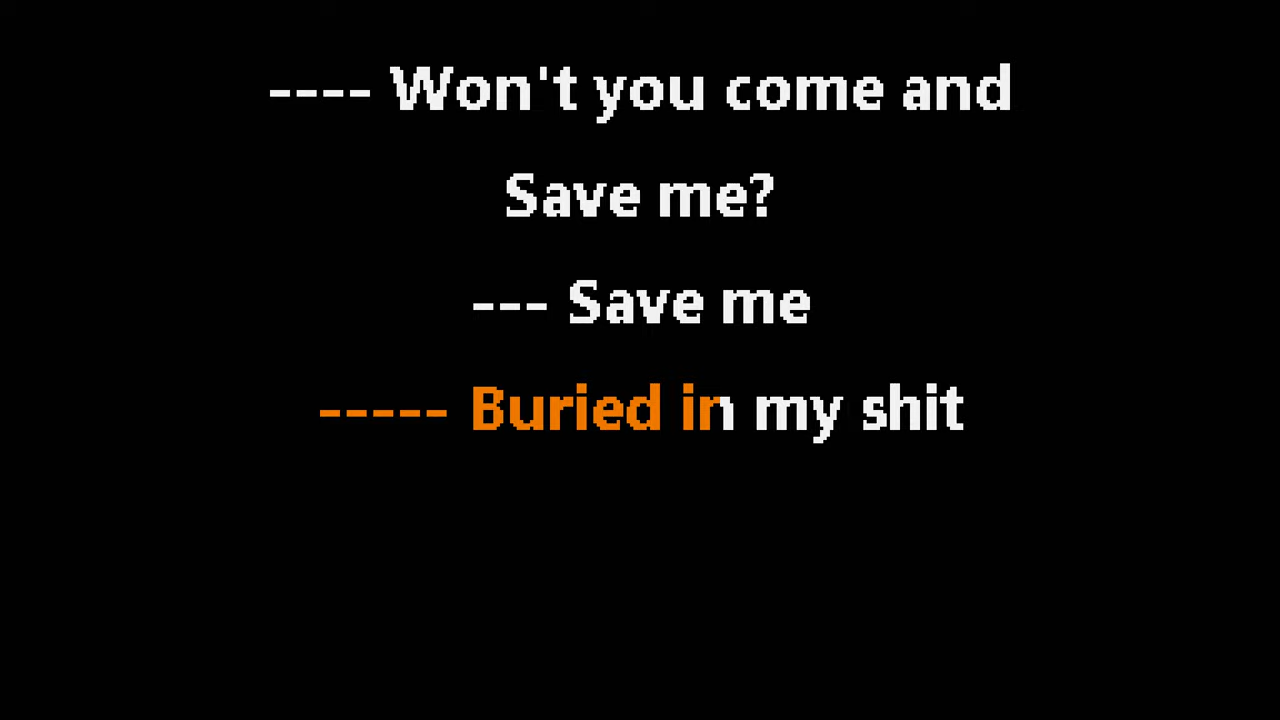 ---- Won't you come and
Save me?
--- Save me
----- Buried in my shit